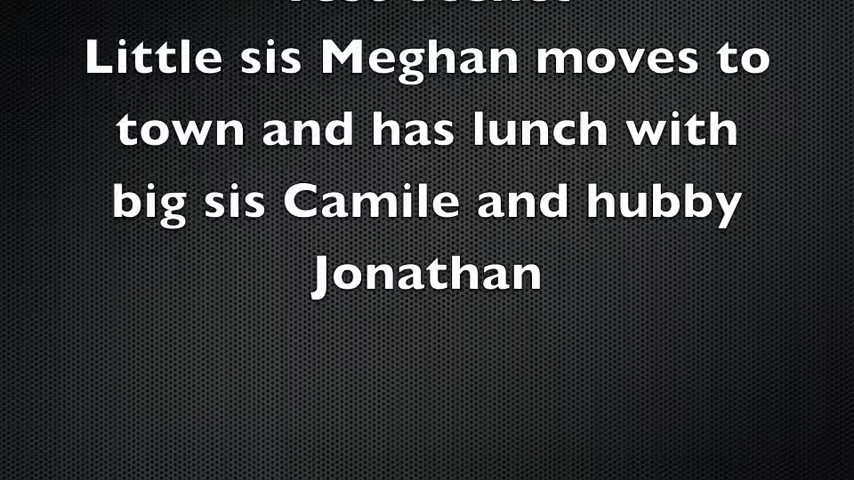 Little sis Meghan moves to
town and has lunch with
big sis Camile and hubby
Jonathan